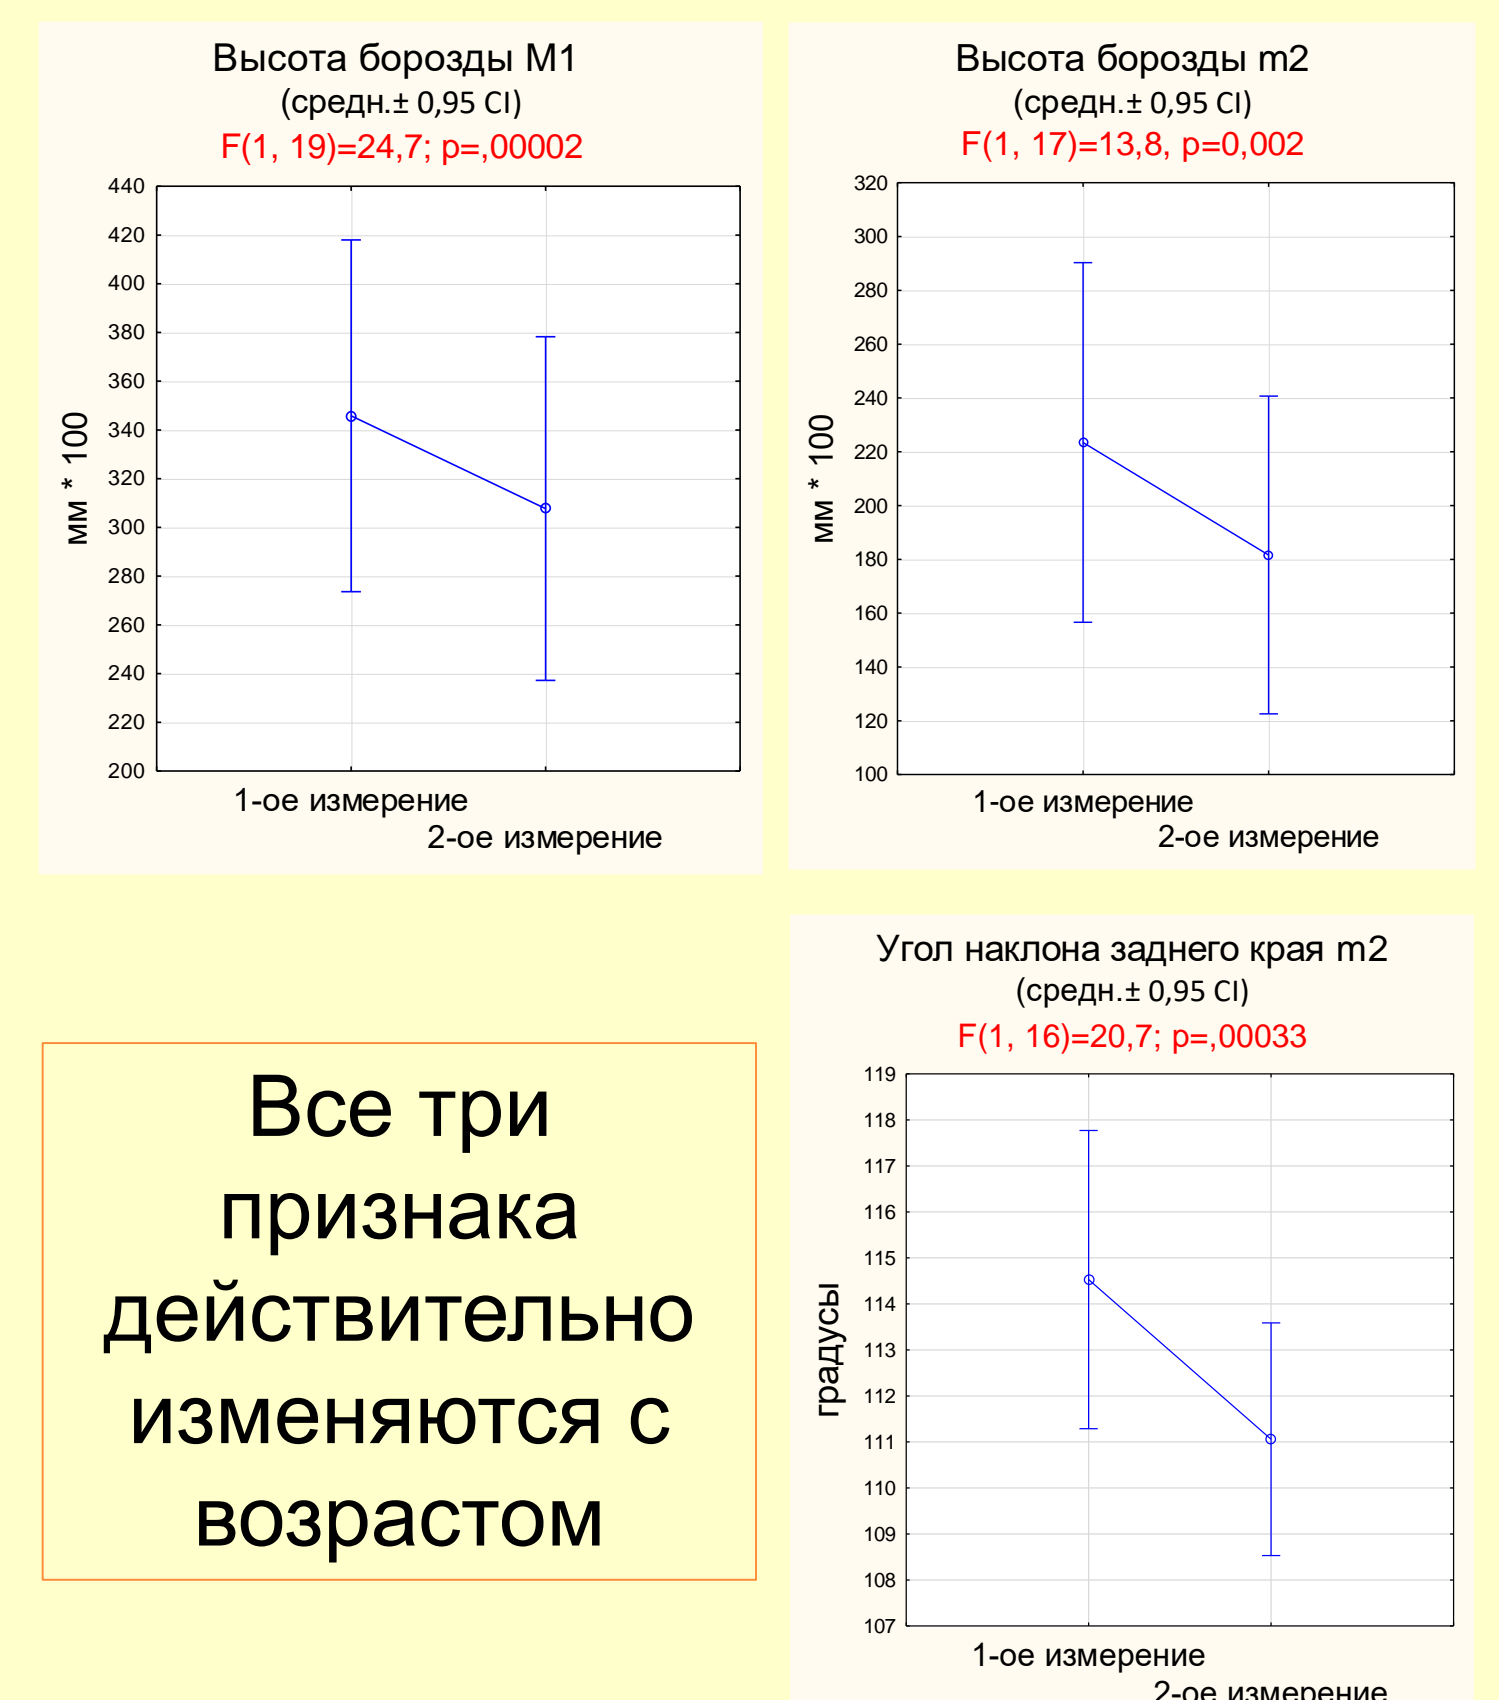 Высота борозды M1
(средн.± 0,95 CI)
F(1, 19)=24,7; p=,00002
440
420
400
380
360
340
320
300
280
260
240
220
200
мм * 100
1-ое измерение
2-ое измерение
Высота борозды m2
(средн.± 0,95 CI)
F(1, 17)=13,8, p=0,002
320
300
280
260
240
220
200
180
160
140
120
100
мм * 100
1-ое измерение
2-ое измерение
Все три
признака
действительно
изменяются с
возрастом
Угол наклона заднего края m2
(средн.± 0,95 CI)
F(1, 16)=20,7; p=,00033
119
118
117
116
115
114
113
112
111
110
109
108
107
градусы
1-ое измерение
2-ое измерение